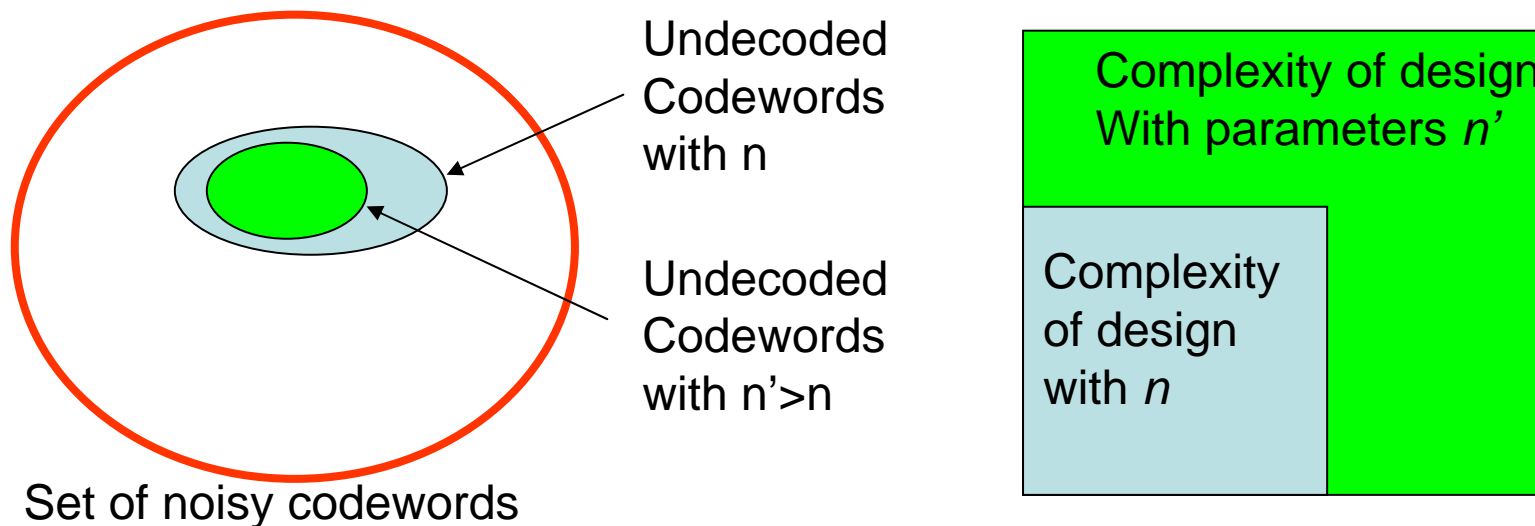 Undecoded
Codewords
with n
Undecoded
Codewords
with n’>n
Set of noisy codewords
Complexity of design
With parameters n’
Complexity
of design
with n